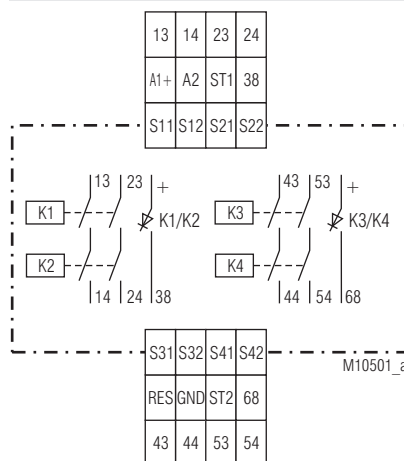 13 14 23 24
A1+ A2 ST1 38
S11 S12 S21 S22
13 23 + 43 53 +
K1 K1/K2 K3 K3/K4
K2 K4
14 24 38 44 54 68
S31 S32 S41 S42
M10501_a
RES GND ST2 68
43 44 53 54